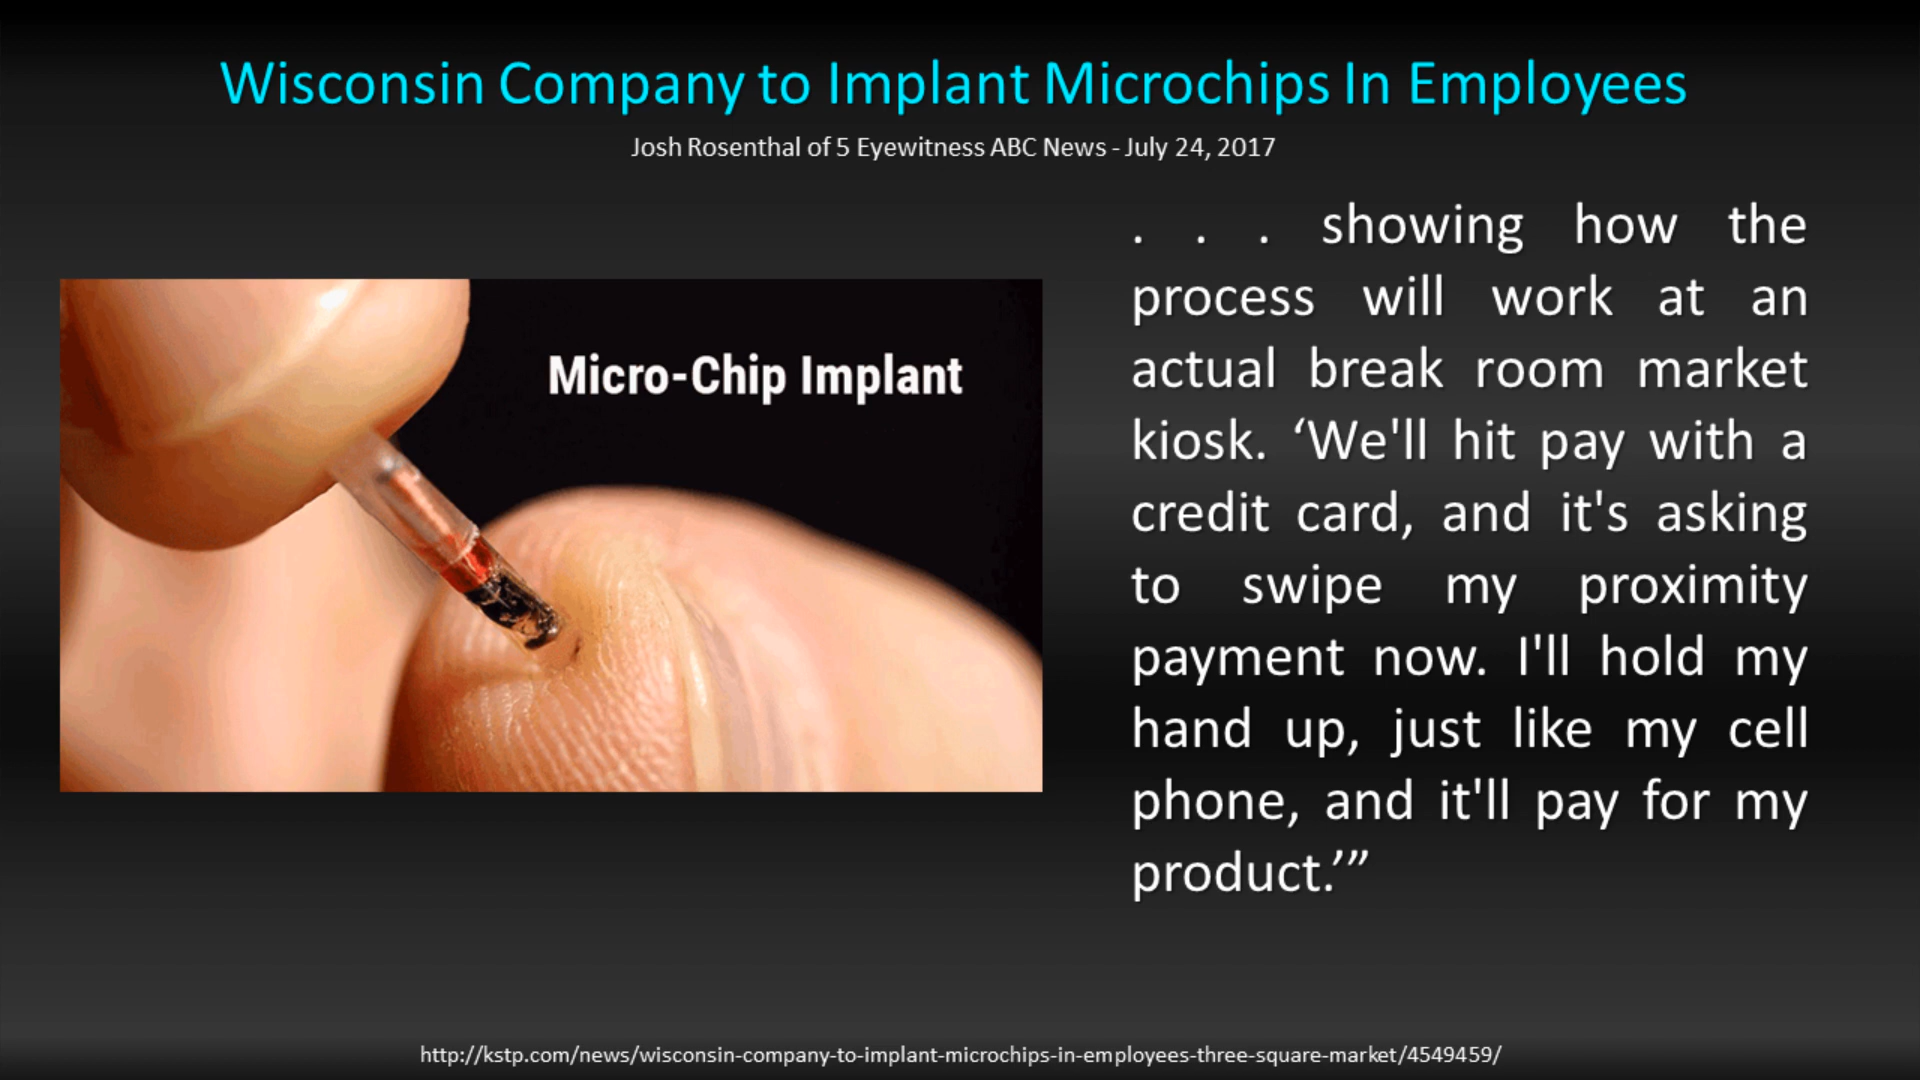 Wisconsin Company to Implant Microchips In Employees
Josh Rosenthal of 5 Eyewitness ABC News - July 24, 2017
Micro-Chip Implant
. . . showing how the
process will work at an
actual break room market
kiosk. ‘We'll hit pay with a
credit card, and it's asking
to swipe my proximity
payment now. I'll hold my
hand up, just like my cell
phone, and it'll pay for my
product.’”
http://kstp.com/news/wisconsin-company-to-implant-microchips-in-employees-three-square-market/4549459/